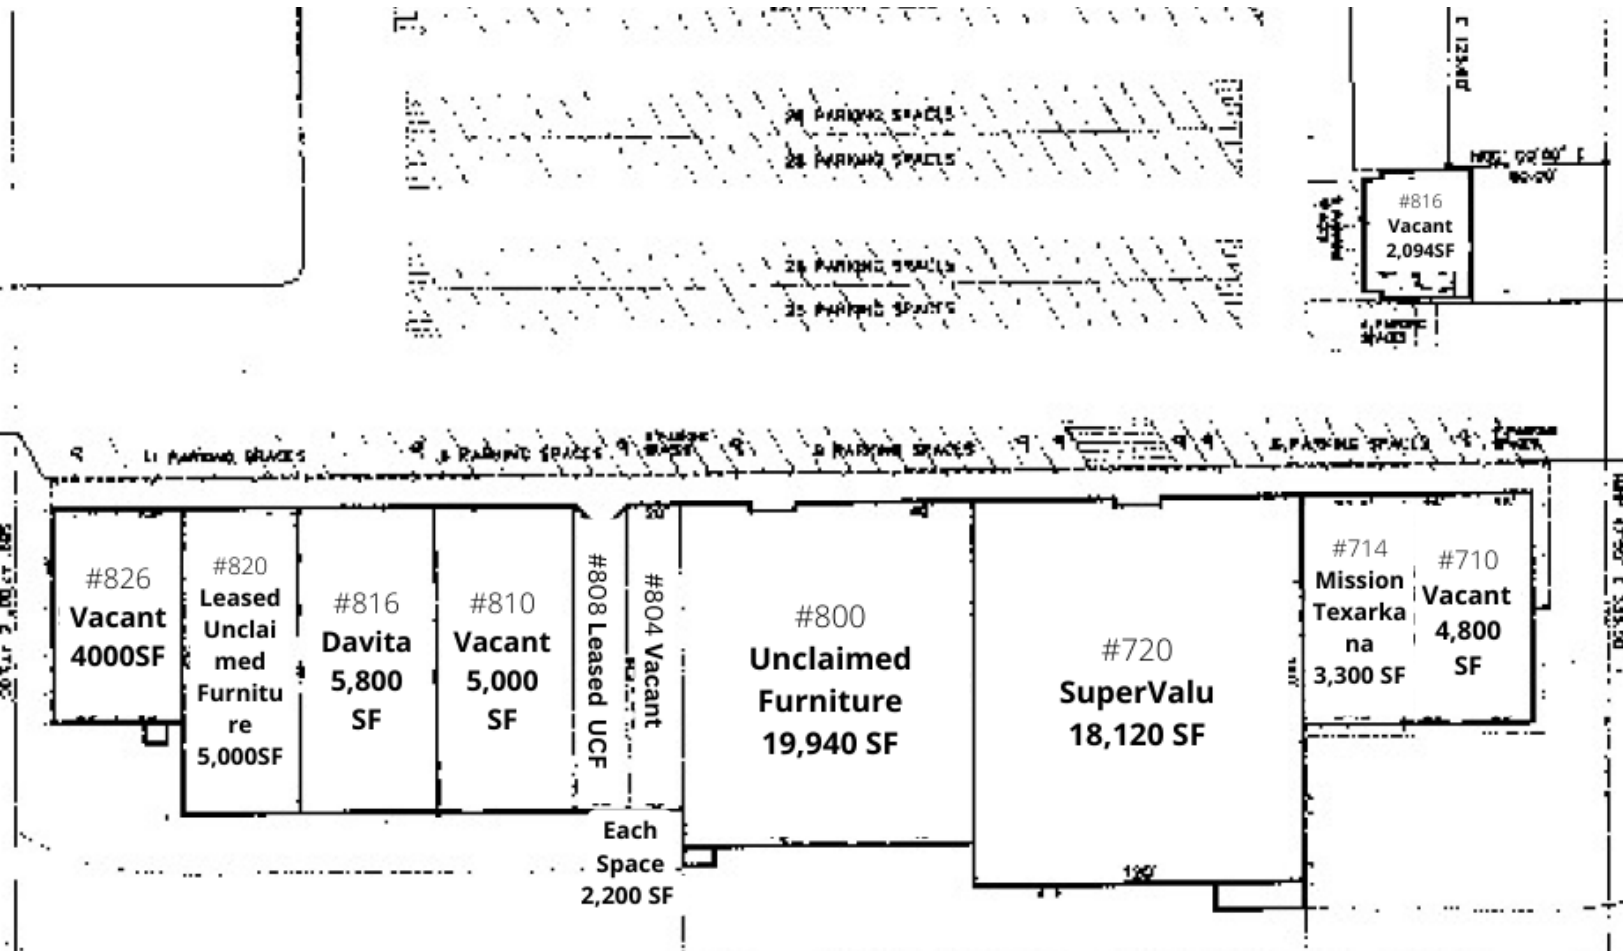 26 PARKING SPACES
26 PARKING SPACES
#816
Vacant
2,094SF
25 PARKING SPACES
25 PARKING SPACES
11 PARKING SPACES
PARKING SPACES
9 PARKING SPACES
PARKING SPACES
#826
Vacant
4000SF
#820
Leased
Unclai
med
Furnitu
re
5,000SF
#816
Davita
5,800
SF
#810
Vacant
5,000
SF
#808 Leased UCF
#804 Vacant
Each
Space
2,200 SF
20'
#800
Unclaimed
Furniture
19,940 SF
#720
SuperValu
18,120 SF
#714
Mission
Texarka
na
3,300 SF
#710
Vacant
4,800
SF